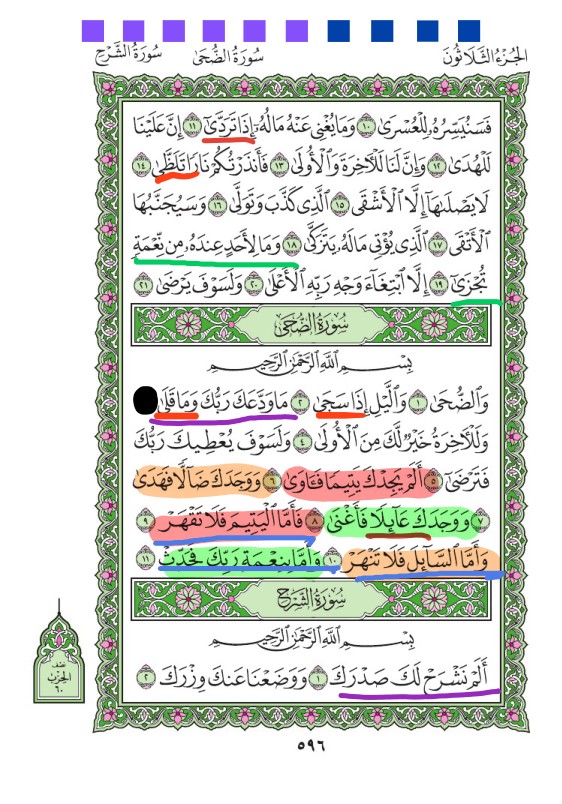 الجُزْءُ الثَّلَاثُونَ سُورَةُ الضُّحَىٰ سُورَةُ الشَّرْحِ
فَسَنُيَسِّرُهُۥ لِلْعُسْرَىٰ ١٠ وَمَا يُغْنِي عَنْهُ مَالُهُۥٓ إِذَا تَرَدَّىٰٓ ١١ إِنَّ عَلَيْنَا
لَلْهُدَىٰ ١٢ وَإِنَّ لَنَا لَلْأَخِرَةَ وَٱلْأُولَىٰ ١٣ فَأَنذَرْتُكُمْ نَارًا تَلَظَّىٰ ١٤
لَا يَصْلَىٰهَآ إِلَّا ٱلْأَشْقَى ١٥ ٱلَّذِي كَذَّبَ وَتَوَلَّىٰ ١٦ وَسَيُجَنَّبُهَا
ٱلْأَتْقَى ١٧ ٱلَّذِي يُؤْتِي مَالَهُۥ يَتَزَكَّىٰ ١٨ وَمَا لِأَحَدٍ عِندَهُۥ مِن نِّعْمَةٍ
تُجْزَىٰٓ ١٩ إِلَّا ٱبْتِغَآءَ وَجْهِ رَبِّهِ ٱلْأَعْلَىٰ ٢٠ وَلَسَوْفَ يَرْضَىٰ ٢١
سُورَةُ الضُّحَىٰ
بِسْمِ ٱللَّهِ ٱلرَّحْمَٰنِ ٱلرَّحِيمِ
وَٱلضُّحَىٰ ١ وَٱلَّيْلِ إِذَا سَجَىٰ ٢ مَا وَدَّعَكَ رَبُّكَ وَمَا قَلَىٰ
وَلَلْأَخِرَةُ خَيْرٌ لَّكَ مِنَ ٱلْأُولَىٰ ٤ وَلَسَوْفَ يُعْطِيكَ رَبُّكَ
فَتَرْضَىٰٓ ٥ أَلَمْ يَجِدْكَ يَتِيمًا فَـَٔاوَىٰ ٦ وَوَجَدَكَ ضَآلًّا فَهَدَىٰ
٧ وَوَجَدَكَ عَآئِلًا فَأَغْنَىٰ ٨ فَأَمَّا ٱلْيَتِيمَ فَلَا تَقْهَرْ ٩
وَأَمَّا ٱلسَّآئِلَ فَلَا تَنْهَرْ ١٠ وَأَمَّا بِنِعْمَةِ رَبِّكَ فَحَدِّثْ ١١
سُورَةُ الشَّرْحِ
بِسْمِ ٱللَّهِ ٱلرَّحْمَٰنِ ٱلرَّحِيمِ
أَلَمْ نَشْرَحْ لَكَ صَدْرَكَ ١ وَوَضَعْنَا عَنكَ وِزْرَكَ ٢
نصف
الحزب
٦٠
٥٩٦